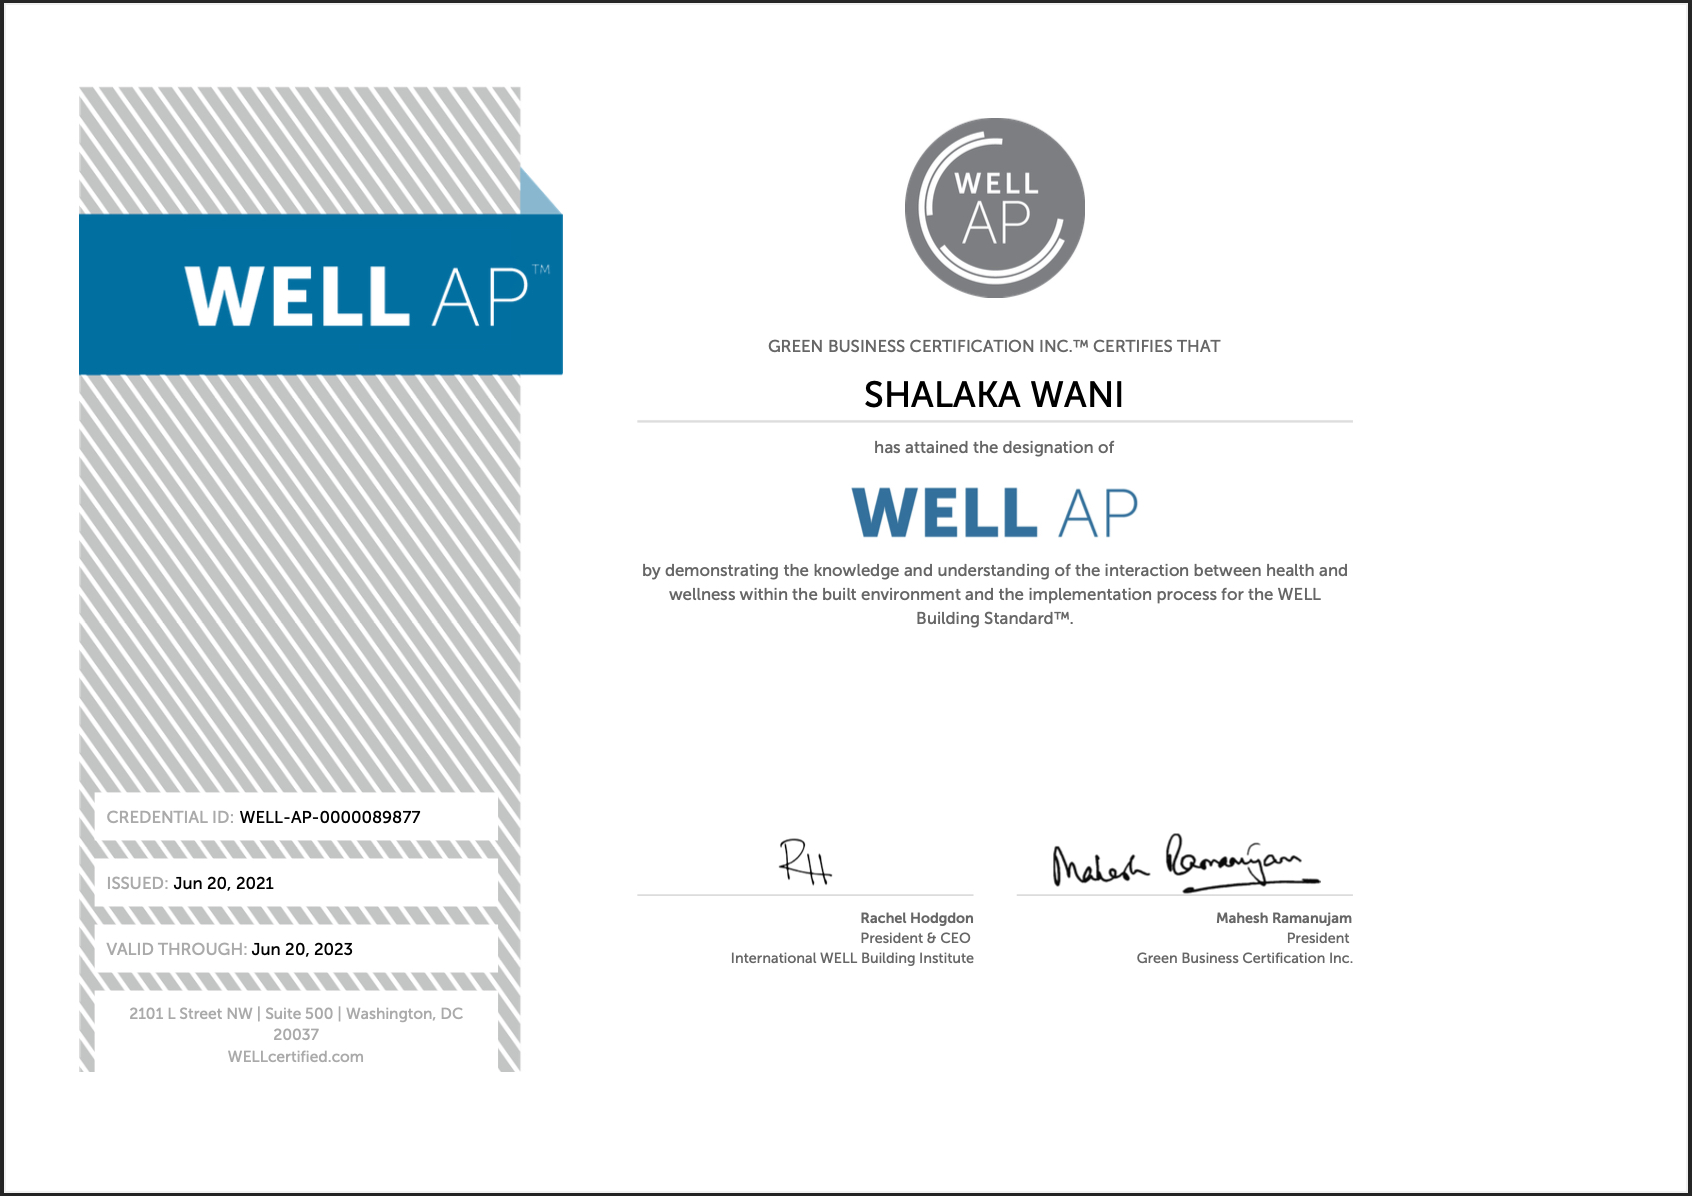 WELL AP™
CREDENTIAL ID: WELL-AP-0000089877
ISSUED: Jun 20, 2021
VALID THROUGH: Jun 20, 2023
2101 L Street NW | Suite 500 | Washington, DC
20037
WELLcertified.com
WELL
AP
GREEN BUSINESS CERTIFICATION INC.™ CERTIFIES THAT
SHALAKA WANI
has attained the designation of
WELL AP
by demonstrating the knowledge and understanding of the interaction between health and
wellness within the built environment and the implementation process for the WELL
Building Standard™.
RH
Rachel Hodgdon
President & CEO
International WELL Building Institute
Mahesh Ramanujam
Mahesh Ramanujam
President
Green Business Certification Inc.